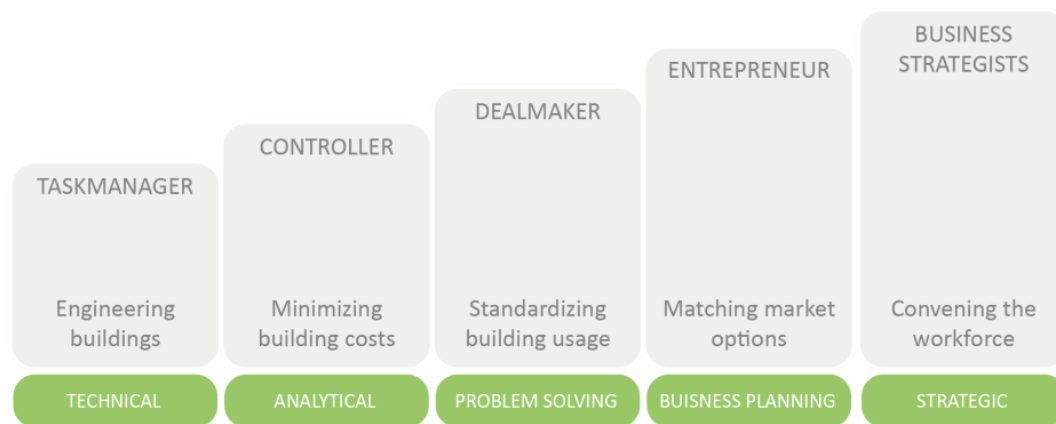 TASKMANAGER
Engineering
buildings
TECHNICAL
CONTROLLER
Minimizing
building costs
ANALYTICAL
DEALMAKER
Standardizing
building usage
PROBLEM SOLVING
ENTREPRENEUR
Matching market
options
BUISNESS PLANNING
BUSINESS
STRATEGISTS
Convening the
workforce
STRATEGIC